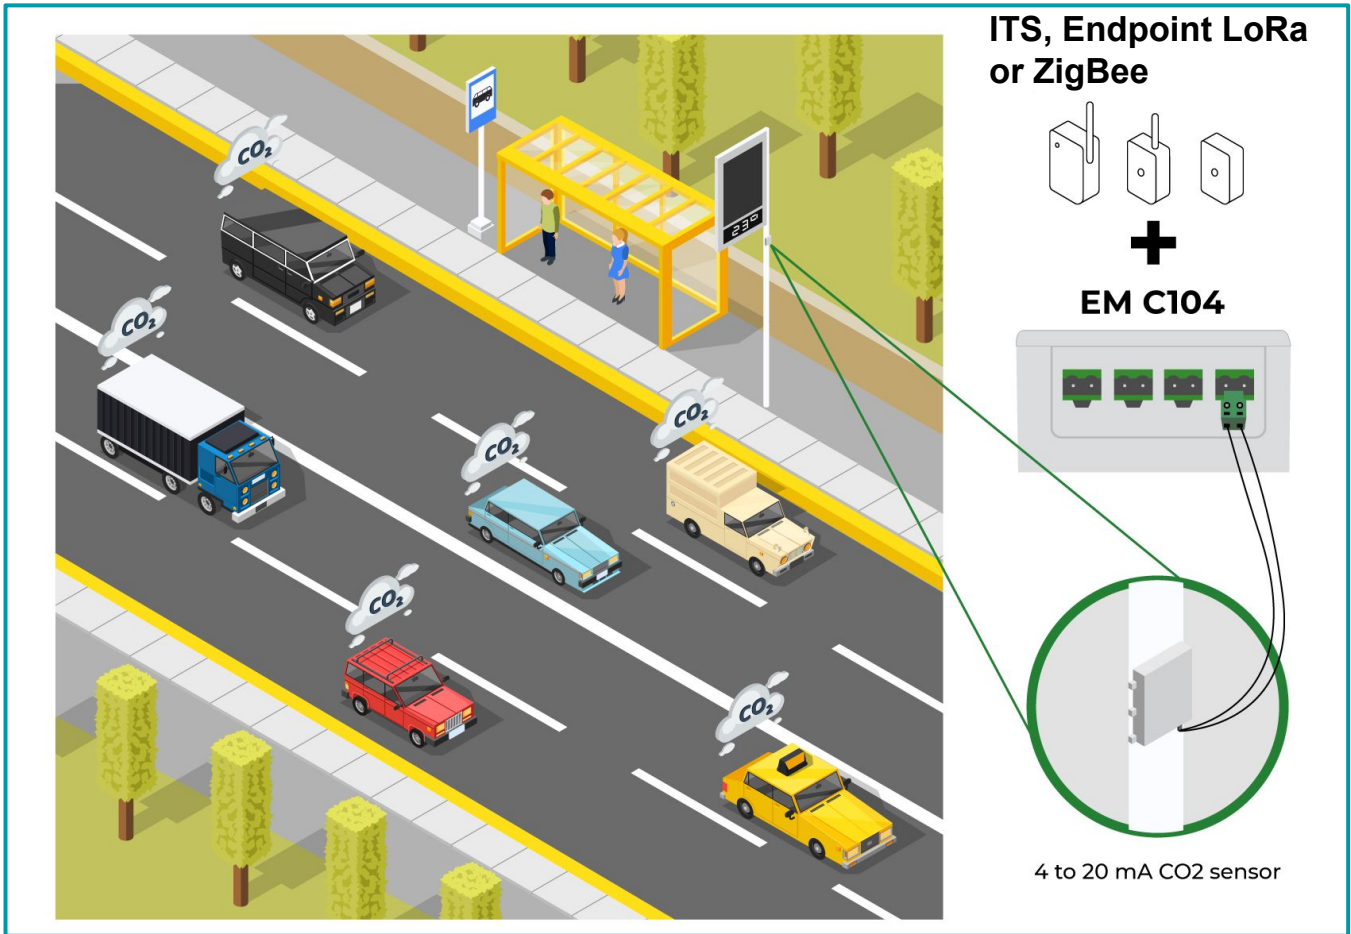 ITS, Endpoint LoRa
or ZigBee
EM C104
4 to 20 mA CO2 sensor
CO₂
CO₂
CO₂
CO₂
CO₂
CO₂
23°